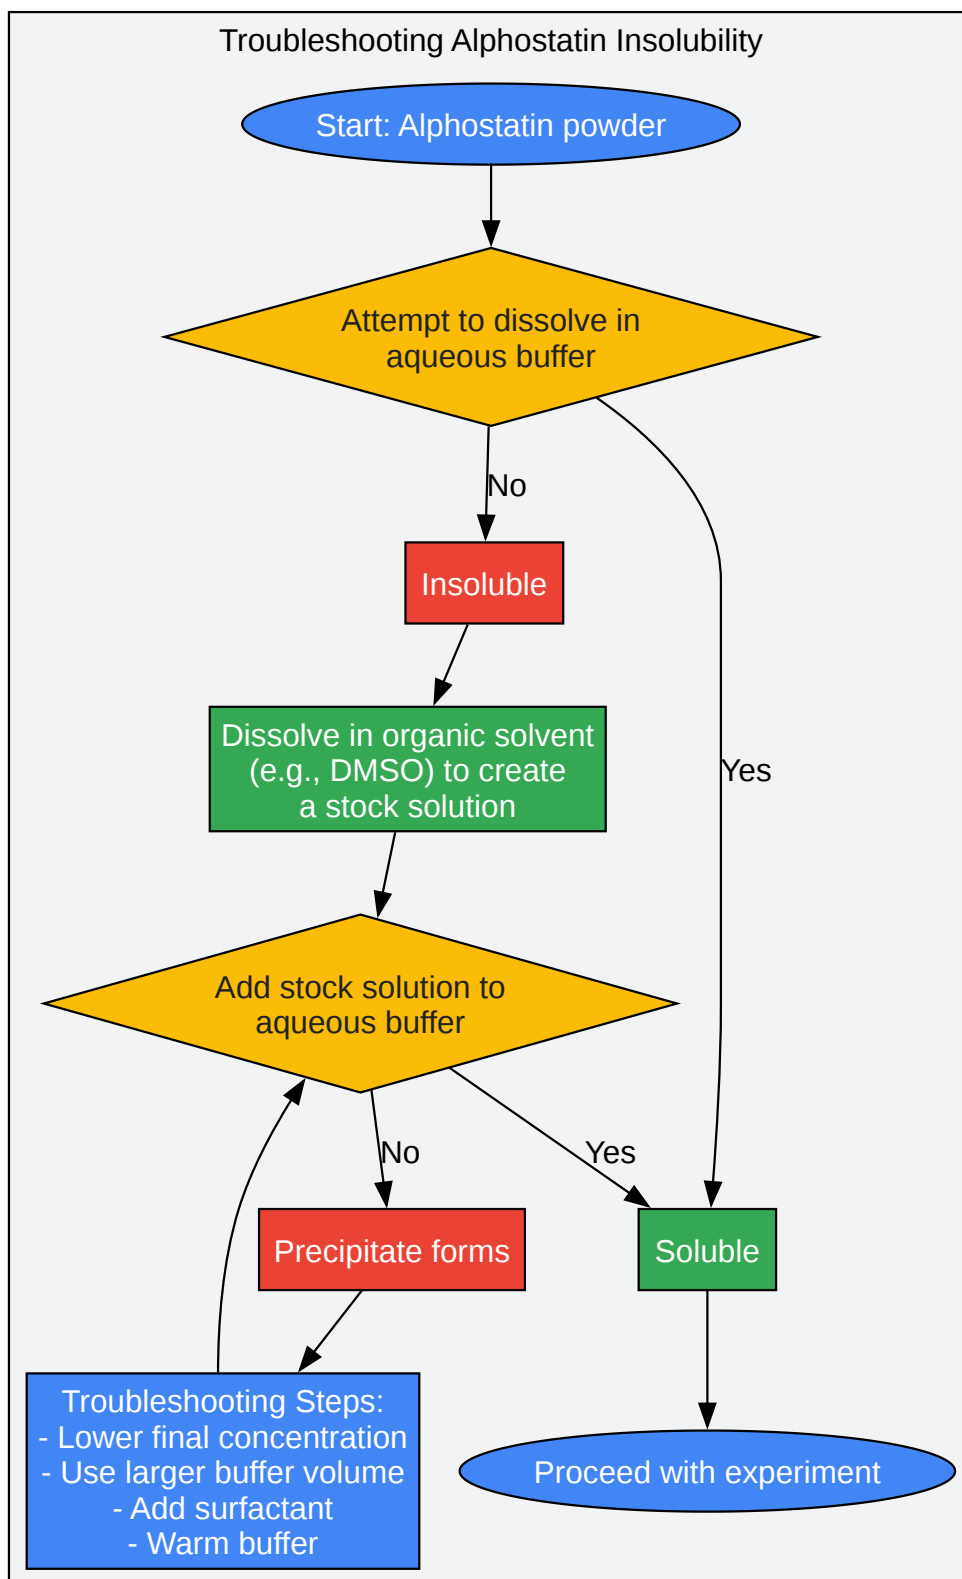 Troubleshooting Alphostatin Insolubility
Start: Alphostatin powder
Attempt to dissolve in
aqueous buffer
No
Insoluble
Dissolve in organic solvent
(e.g., DMSO) to create
a stock solution
Yes
Add stock solution to
aqueous buffer
No
Yes
Precipitate forms
Soluble
Troubleshooting Steps:
- Lower final concentration
- Use larger buffer volume
- Add surfactant
- Warm buffer
Proceed with experiment